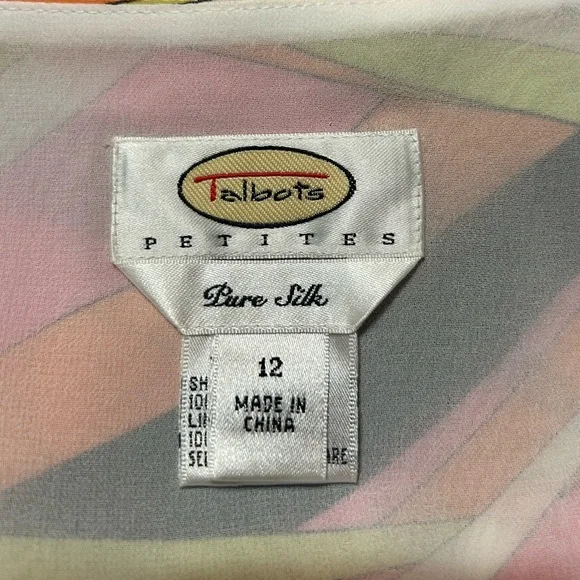 Talbots
PETITES
Pure Silk
12
MADE IN
CHINA